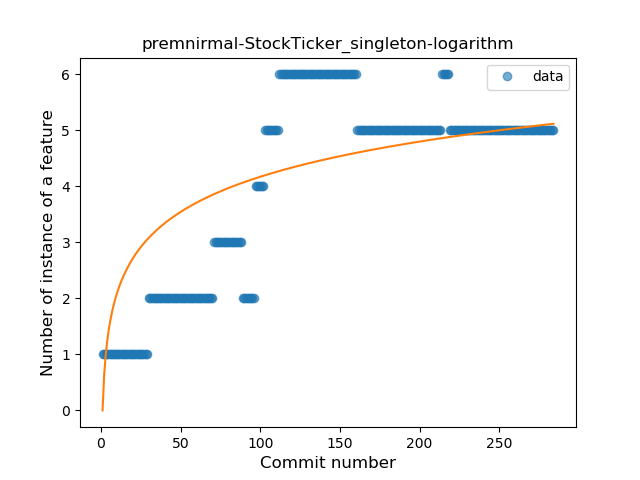 premnirmal-StockTicker_singleton-logarithm
data
Number of instance of a feature
6
5
4
3
2
1
0
0 50 100 150 200 250
Commit number